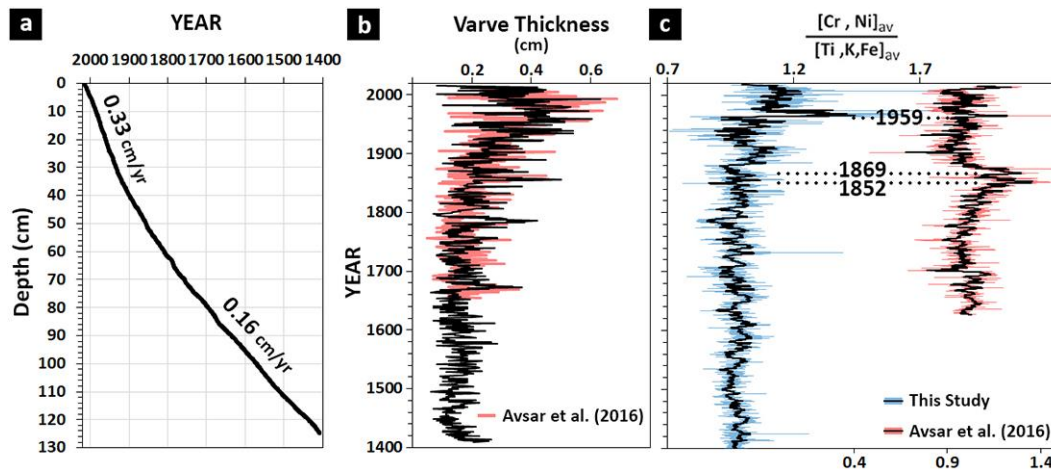 a
YEAR
2000 1900 1800 1700 1600 1500 1400
0
10
20
30
40
50
60
70
80
90
100
110
120
130
Depth (cm)
0.33 cm/yr
0.16 cm/yr
b
Varve Thickness
(cm)
0.2 0.4 0.6
2000
1900
1800
1700
1600
1500
1400
YEAR
Avsar et al. (2016)
c
[Cr , Ni]av
[Ti ,K,Fe]av
0.7 1.2 1.7
1959
1869
1852
This Study
Avsar et al. (2016)
0.4 0.9 1.4